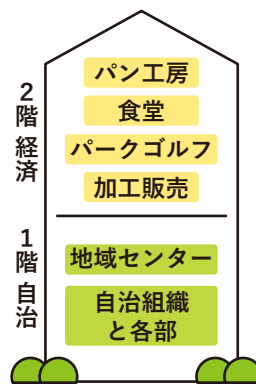 2階 経済
パン工房
食堂
パークゴルフ
加工販売
1階 自治
地域センター
自治組織
と各部